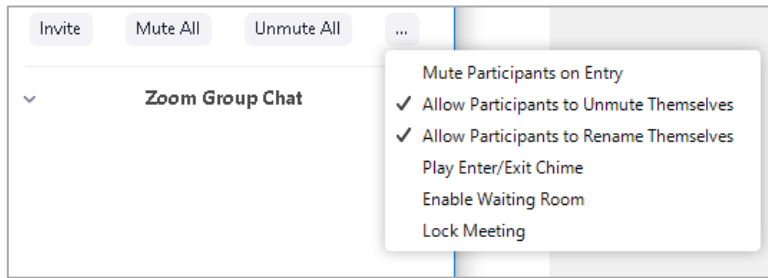 Invite Mute All Unmute All ...
Zoom Group Chat
Mute Participants on Entry
✓ Allow Participants to Unmute Themselves
✓ Allow Participants to Rename Themselves
Play Enter/Exit Chime
Enable Waiting Room
Lock Meeting